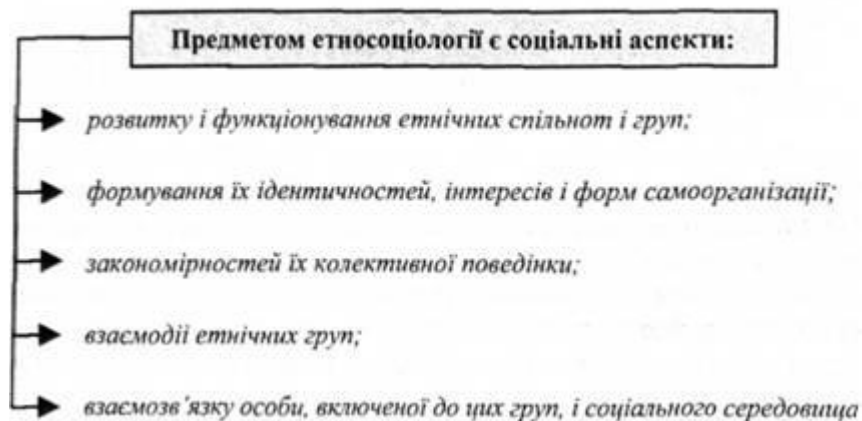 Предметом етносоціології є соціальні аспекти:
розвитку і функціонування етнічних спільнот і груп;
формування їх ідентичностей, інтересів і форм самоорганізації;
закономірностей їх колективної поведінки;
взаємодії етнічних груп;
взаємозв´язку особи, включеної до цих груп, і соціального середовища